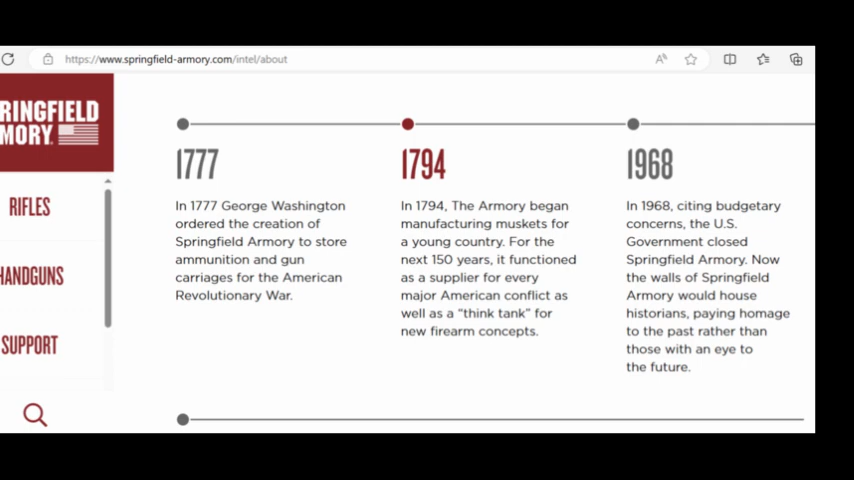 https://www.springfield-armory.com/intel/about
RINGFIELD
MORY
RIFLES
HANDGUNS
SUPPORT
1777
In 1777 George Washington
ordered the creation of
Springfield Armory to store
ammunition and gun
carriages for the American
Revolutionary War.
1794
In 1794, The Armory began
manufacturing muskets for
a young country. For the
next 150 years, it functioned
as a supplier for every
major American conflict as
well as a “think tank” for
new firearm concepts.
1968
In 1968, citing budgetary
concerns, the U.S.
Government closed
Springfield Armory. Now
the walls of Springfield
Armory would house
historians, paying homage
to the past rather than
those with an eye to
the future.